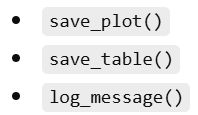 • save_plot()
• save_table()
• log_message()